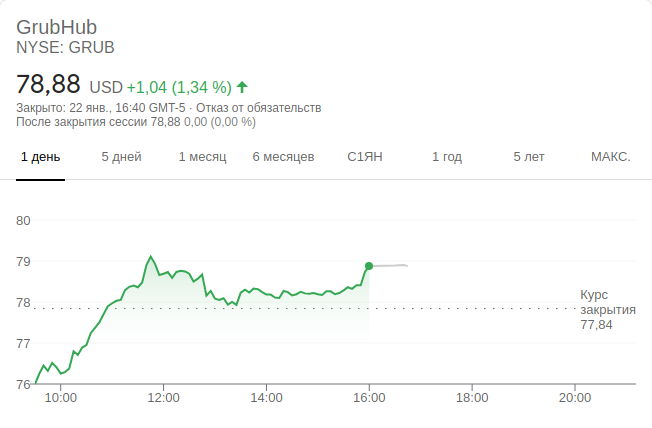 GrubHub
NYSE: GRUB
78,88 USD +1,04 (1,34 %)
Закрыто: 22 янв., 16:40 GMT-5 · Отказ от обязательств
После закрытия сессии 78,88 0,00 (0,00 %)
1 день 5 дней 1 месяц 6 месяцев С1ЯН 1 год 5 лет МАКС.
80
79
78
77
76
Курс
закрытия
77,84
10:00 12:00 14:00 16:00 18:00 20:00